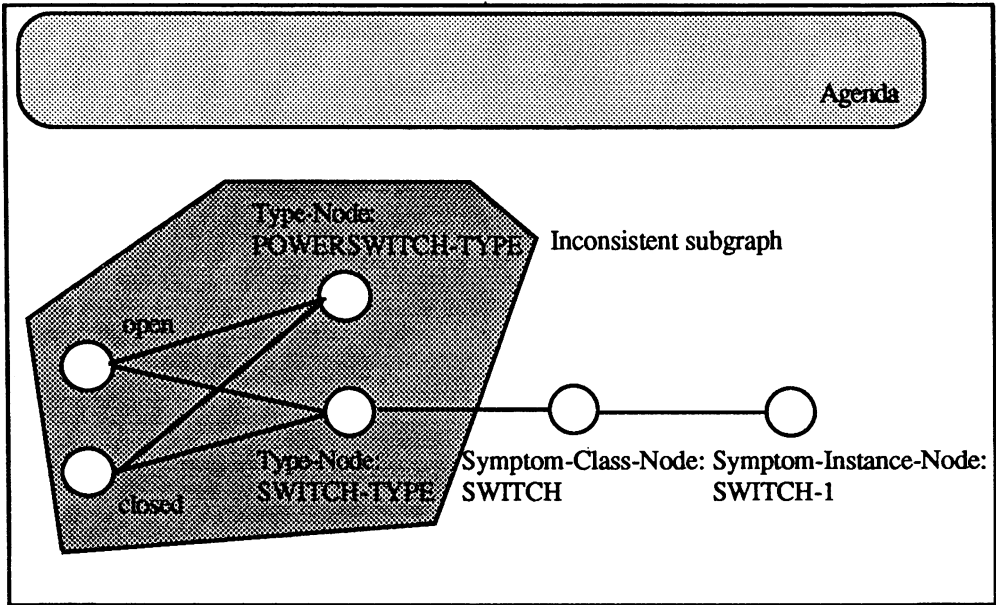 Agenda
Type-Node:
POWERSWITCH-TYPE
Inconsistent subgraph
open
closed
Type-Node:
SWITCH-TYPE
Symptom-Class-Node:
SWITCH
Symptom-Instance-Node:
SWITCH-1